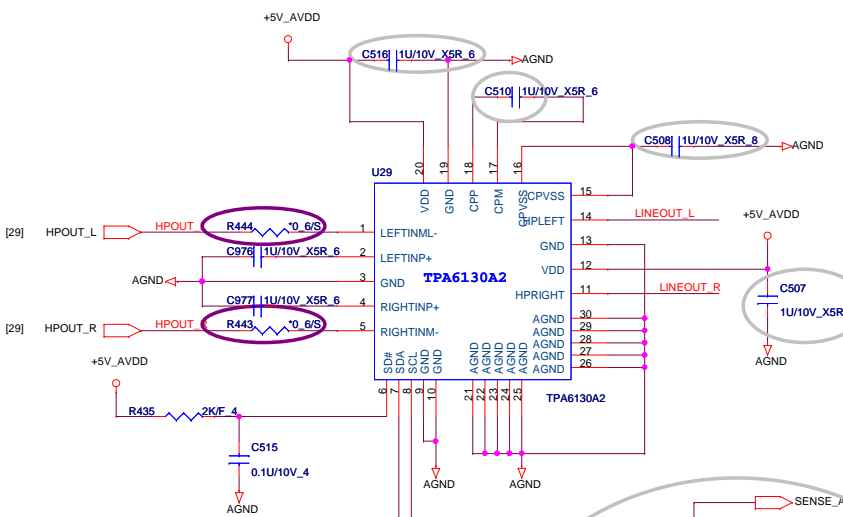 +5V_AVDD
C516 1U/10V_X5R_6
AGND
C510 1U/10V_X5R_6
C508 1U/10V_X5R_8
AGND
U29
20 19 18 17 16
VDD GND CPP CPM CPVSS
CPVSS 15
HPLEFT 14 LINEOUT_L
+5V_AVDD
[29] HPOUT_L HPOUT_ R444 *0_6/S 1 LEFTINML-
GND 13
C976 1U/10V_X5R_6 2 LEFTINP+
VDD 12
AGND 3 GND
TPA6130A2
HPRIGHT 11 LINEOUT_R
C507
1U/10V_X5R
C977 1U/10V_X5R_6 4 RIGHTINP+
[29] HPOUT_R HPOUT_ R443 *0_6/S 5 RIGHTINM-
AGND 30
AGND 29
AGND 28
AGND 27
AGND 26
AGND
+5V_AVDD
SD# SDA SCL GND GND
AGND AGND AGND AGND AGND
6 7 8 9 10
21 22 23 24 25
TPA6130A2
R435 2K/F_4
C515
0.1U/10V_4
AGND
AGND
AGND
SENSE_A